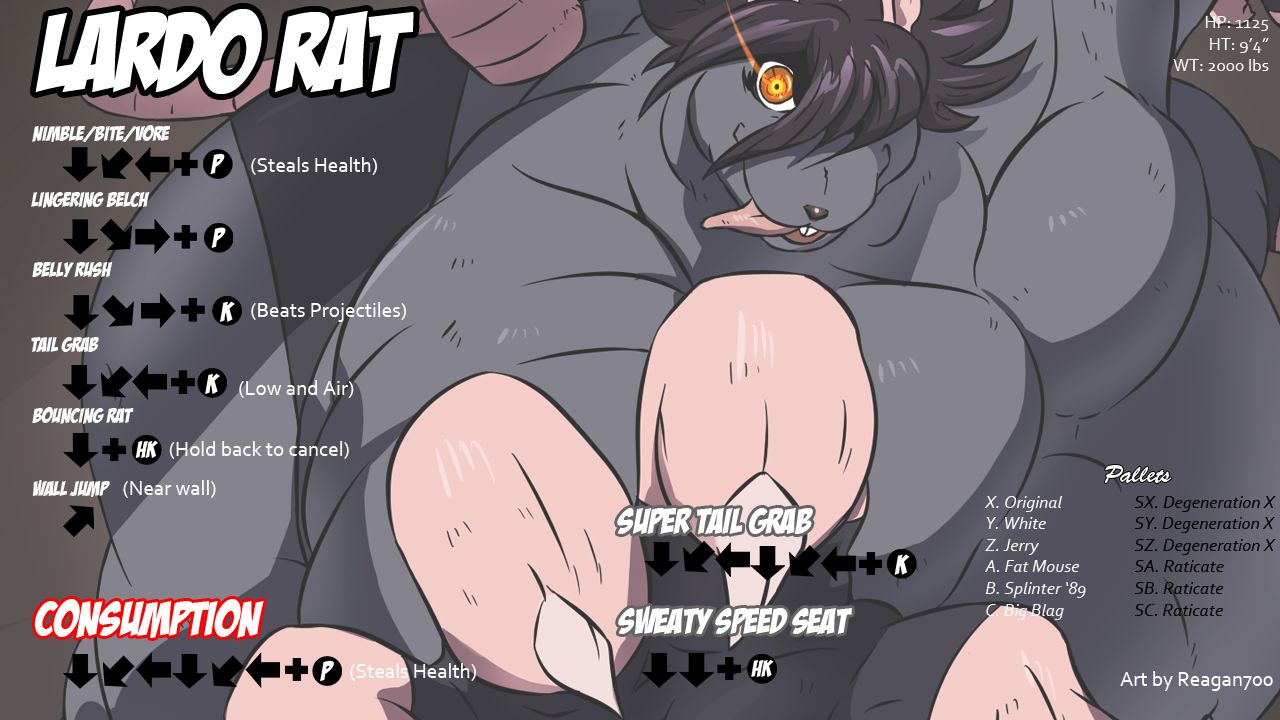 LARDO RAT
HP: 1125
HT: 9'4"
WT: 2000 lbs
NIMBLE/BITE/VORE
P (Steals Health)
LINGERING BELCH
P
BELLY RUSH
K (Beats Projectiles)
TAIL GRAB
K (Low and Air)
BOUNCING RAT
HK (Hold back to cancel)
WALL JUMP (Near wall)
CONSUMPTION
P (Steals Health)
SUPER TAIL GRAB
K
SWEATY SPEED SEAT
HK
Pallets
X. Original SX. Degeneration X
Y. White SY. Degeneration X
Z. Jerry SZ. Degeneration X
A. Fat Mouse SA. Raticate
B. Splinter '89 SB. Raticate
C. Big Blag SC. Raticate
Art by Reagan700